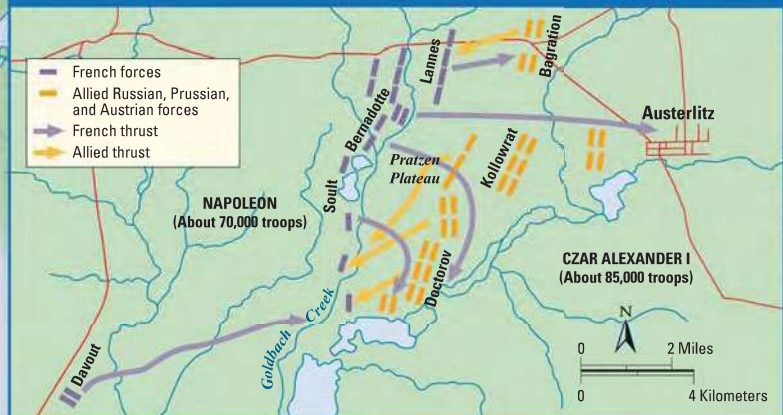 French forces
Allied Russian, Prussian,
and Austrian forces
French thrust
Allied thrust
Lannes
Bagration
Bernadotte
Austerlitz
Pratzen
Plateau
Kollowrat
Soult
NAPOLEON
(About 70,000 troops)
Doctorov
CZAR ALEXANDER I
(About 85,000 troops)
Goldbach Creek
Davout
N
0 2 Miles
0 4 Kilometers